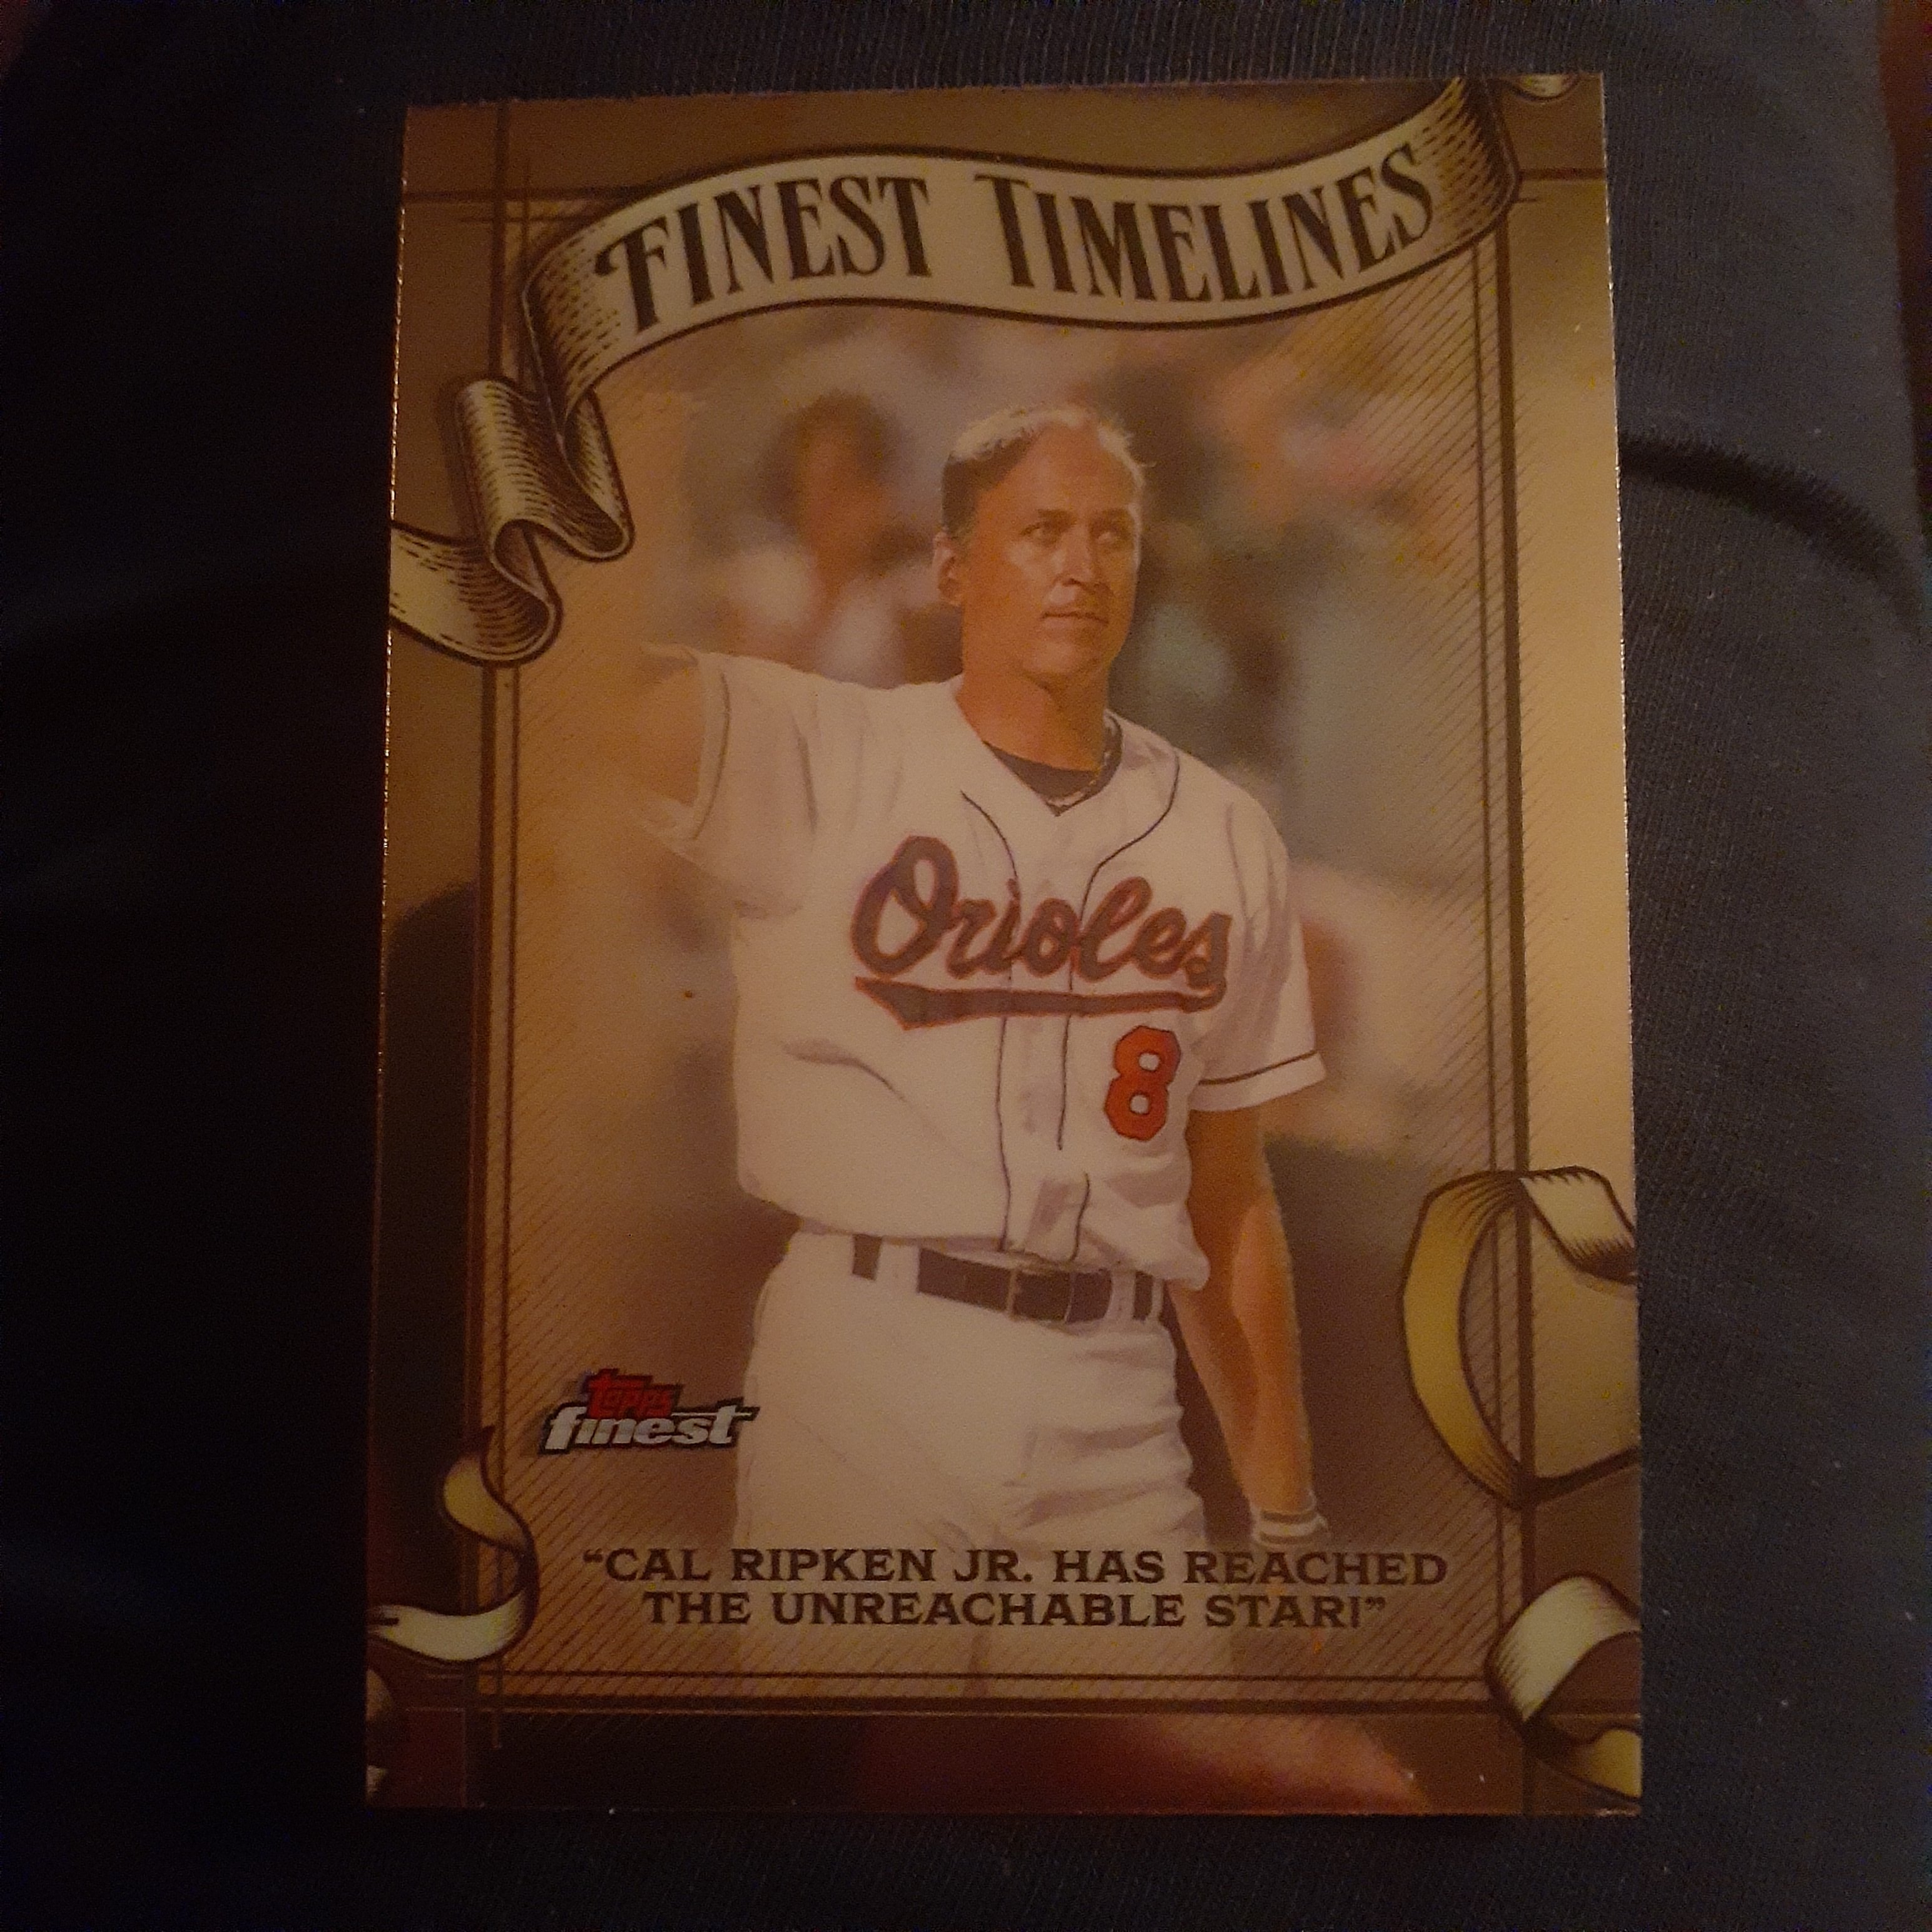 FINEST TIMELINES
Orioles
8
TOPPS
finest
“CAL RIPKEN JR. HAS REACHED
THE UNREACHABLE STAR!”